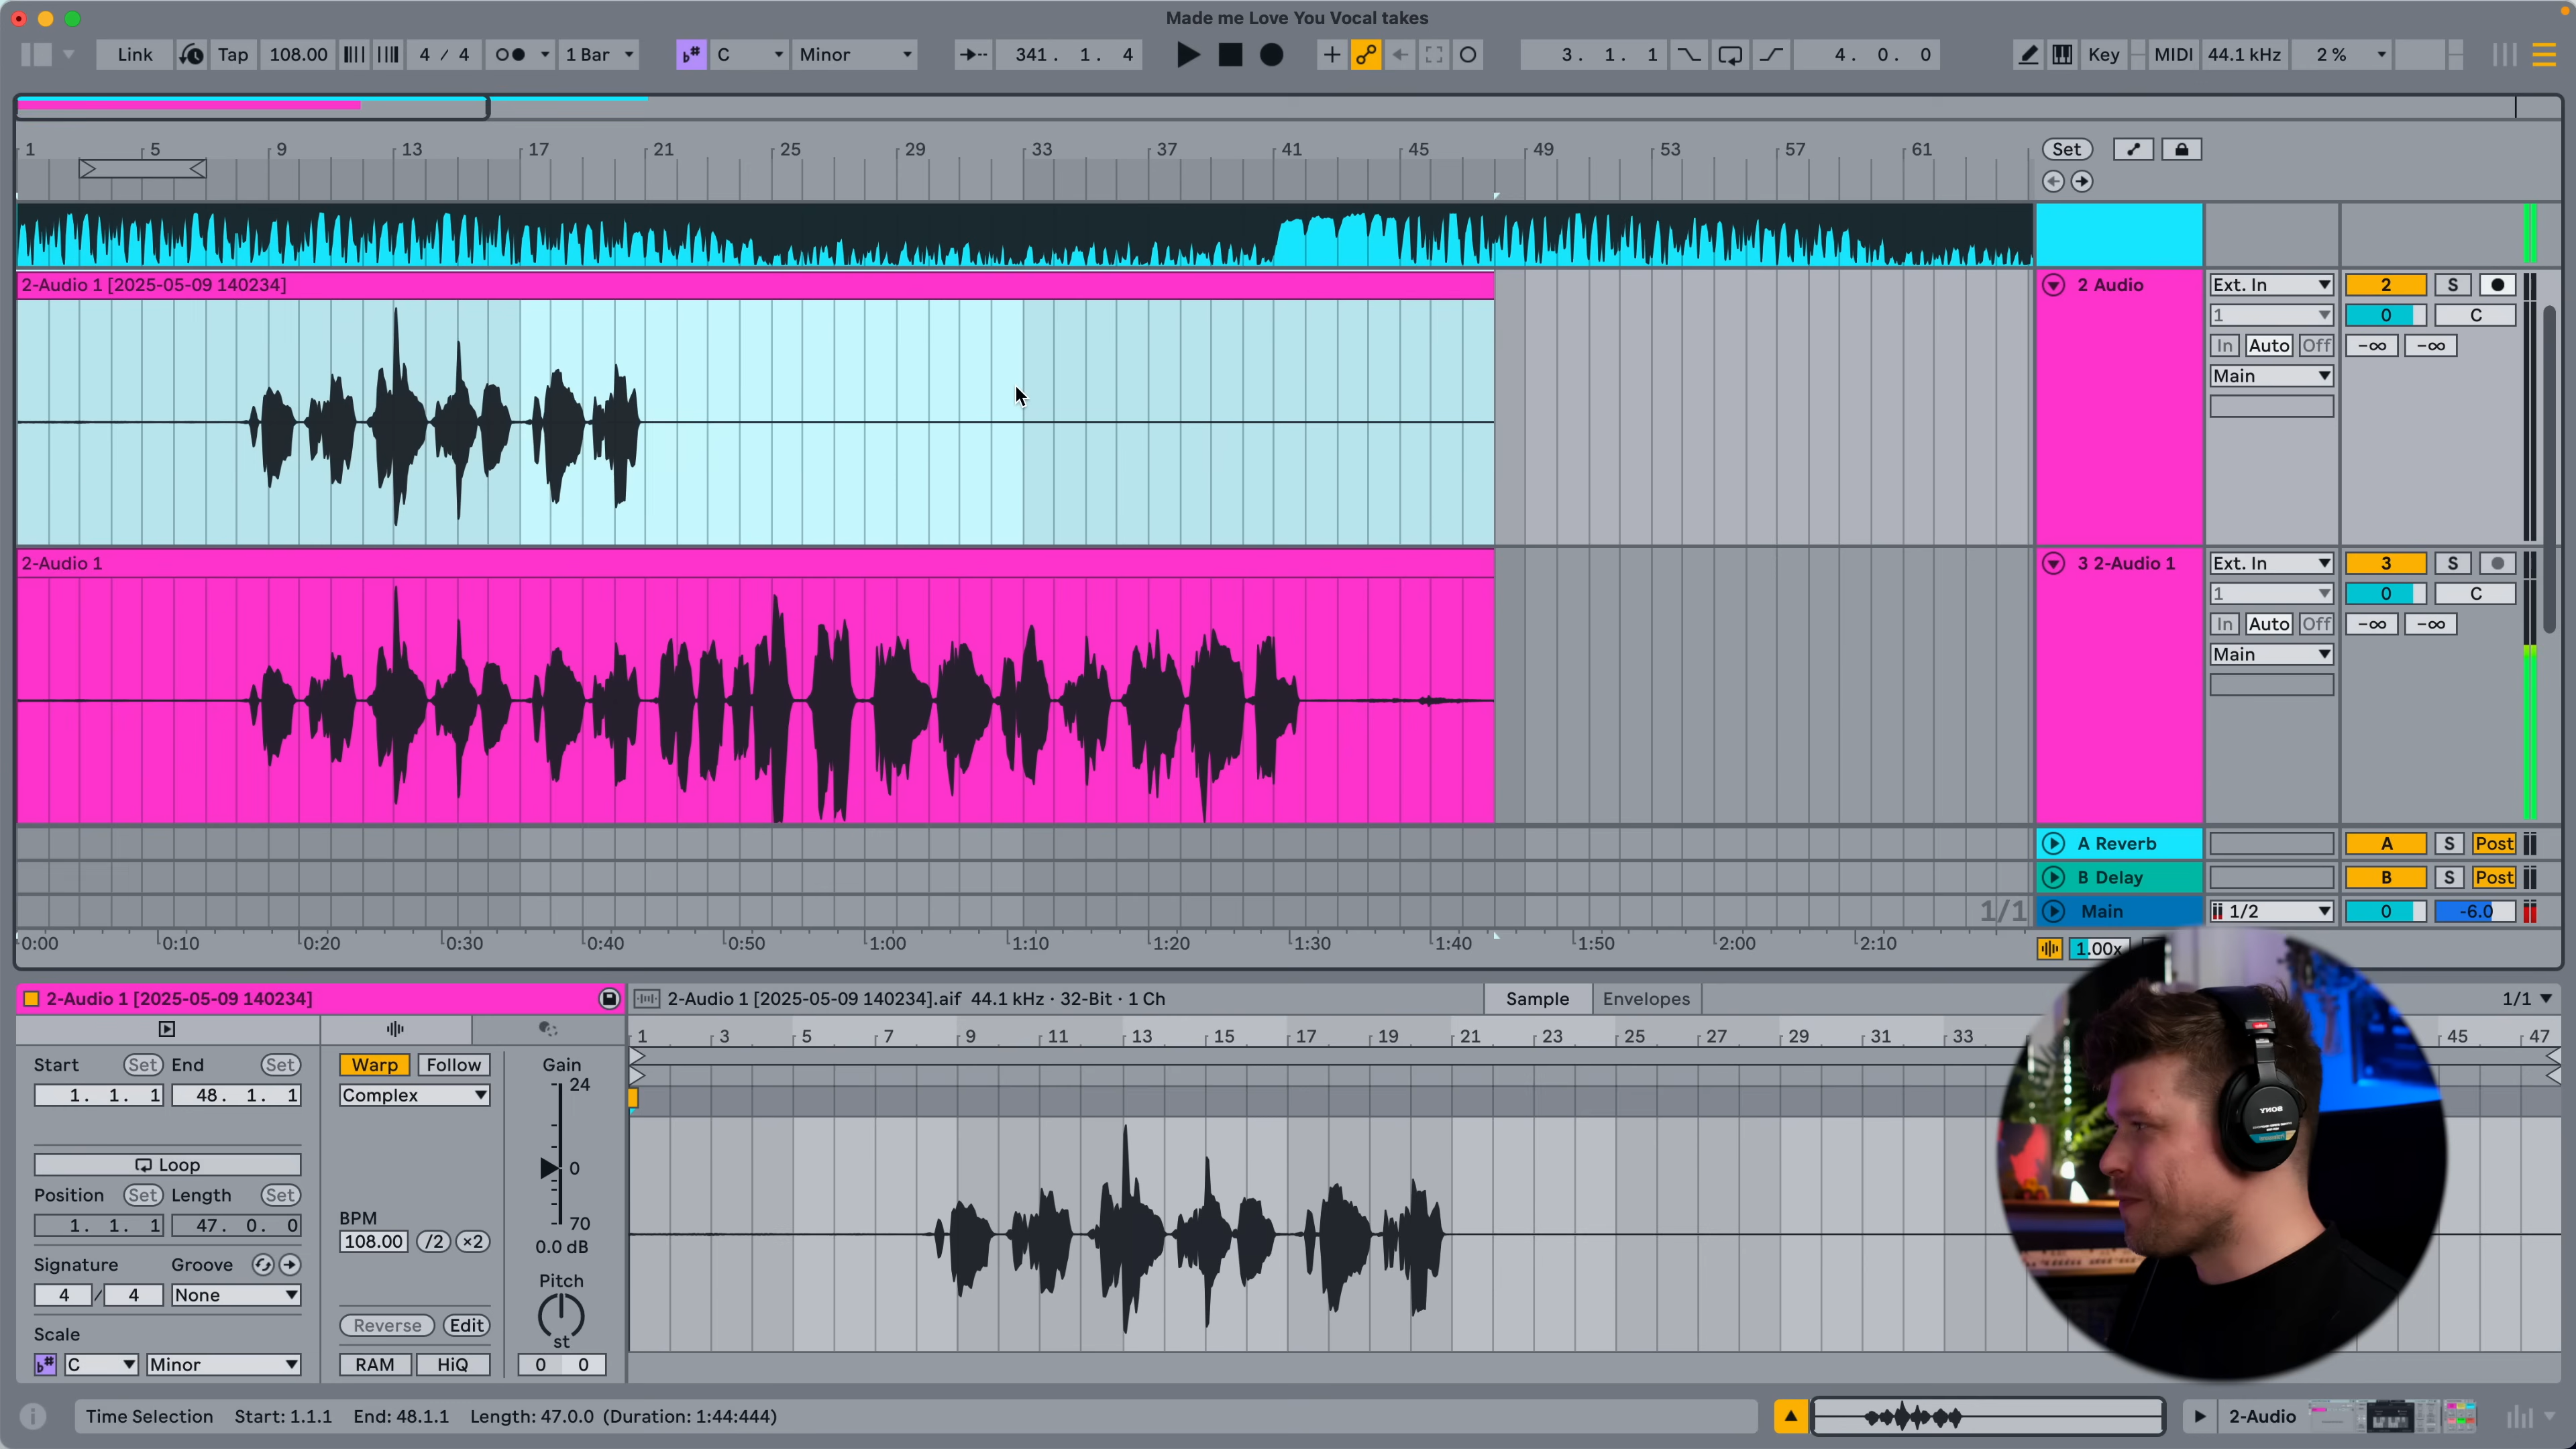 Made me Love You Vocal takes
Link Tap 108.00 4 / 4 1 Bar C Minor 341. 1. 4 3. 1. 1 4. 0. 0 Key MIDI 44.1 kHz 2 %
1 5 9 13 17 21 25 29 33 37 41 45 49 53 57 61 Set
2-Audio 1 [2025-05-09 140234] 2 Audio Ext. In 2 S
1 0 C
In Auto Off -∞ -∞
Main
2-Audio 1 3 2-Audio 1 Ext. In 3 S
1 0 C
In Auto Off -∞ -∞
Main
A Reverb A S Post
B Delay B S Post
1/1 Main 1/2 0 -6.0
0:00 0:10 0:20 0:30 0:40 0:50 1:00 1:10 1:20 1:30 1:40 1:50 2:00 2:10 1.00x
2-Audio 1 [2025-05-09 140234] 2-Audio 1 [2025-05-09 140234].aif 44.1 kHz · 32-Bit · 1 Ch Sample Envelopes 1/1
1 3 5 7 9 11 13 15 17 19 21 23 25 27 29 31 33 45 47
Start Set End Set Warp Follow Gain
1. 1. 1 48. 1. 1 Complex 24
Loop 0
Position Set Length Set
1. 1. 1 47. 0. 0 BPM 70
108.00 /2 ×2 0.0 dB
Signature Groove Pitch
4 / 4 None
Reverse Edit st
Scale
C Minor RAM HiQ 0 0
SONY
Time Selection Start: 1.1.1 End: 48.1.1 Length: 47.0.0 (Duration: 1:44:444) 2-Audio